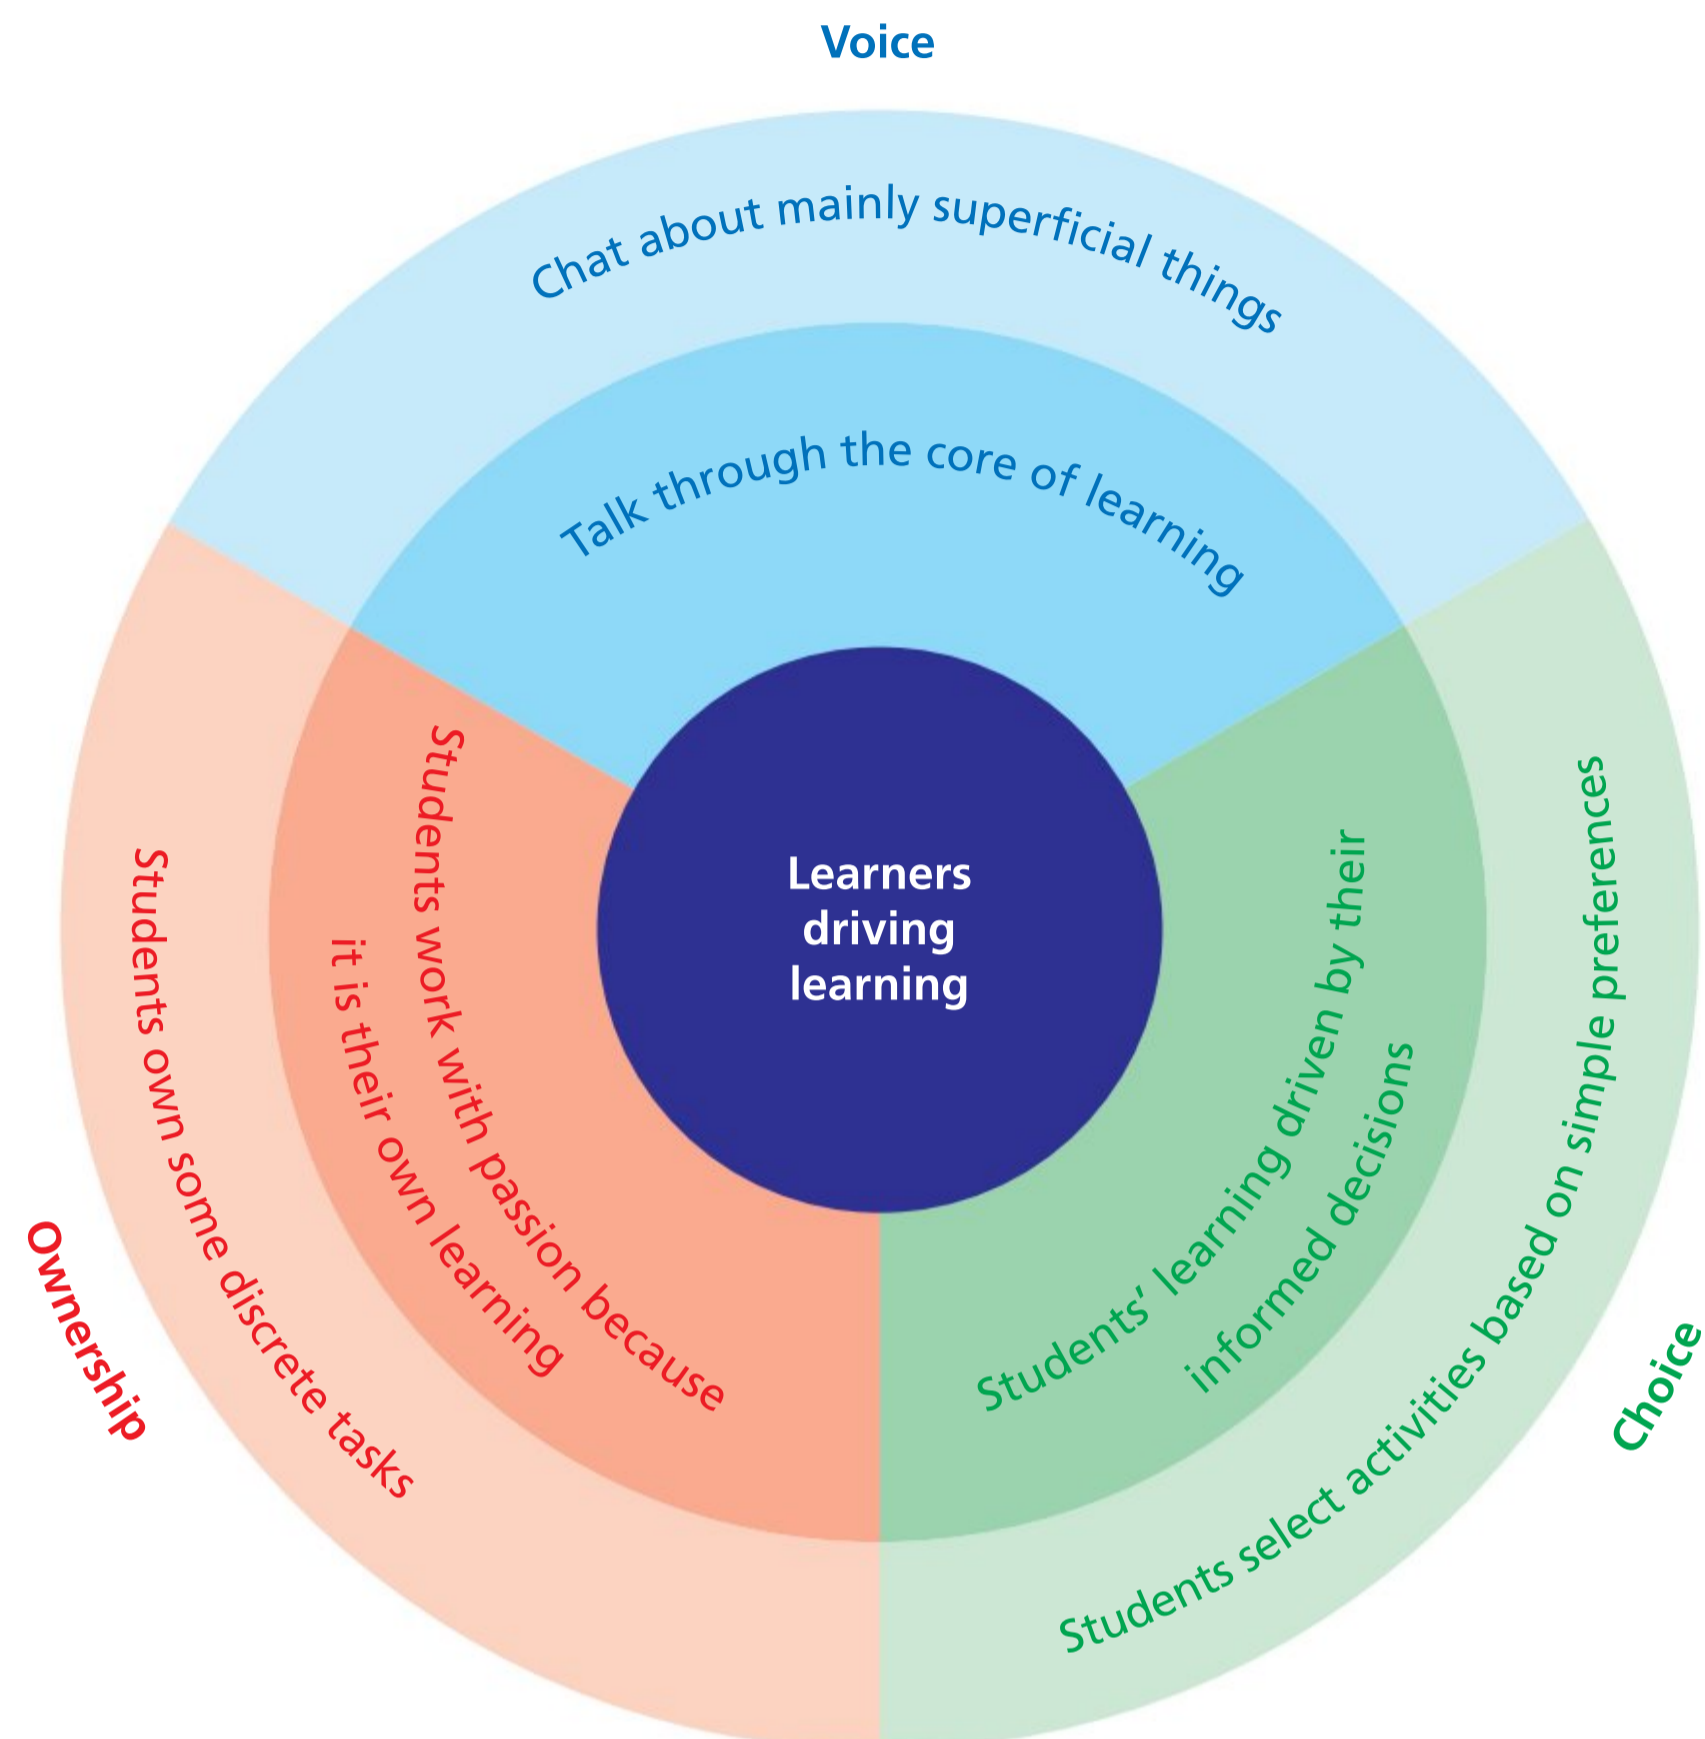 Voice
Chat about mainly superficial things
Talk through the core of learning
Learners
driving
learning
Students' learning driven by their
informed decisions
Students select activities based on simple preferences
Choice
Students work with passion because
it is their own learning
Students own some discrete tasks
Ownership